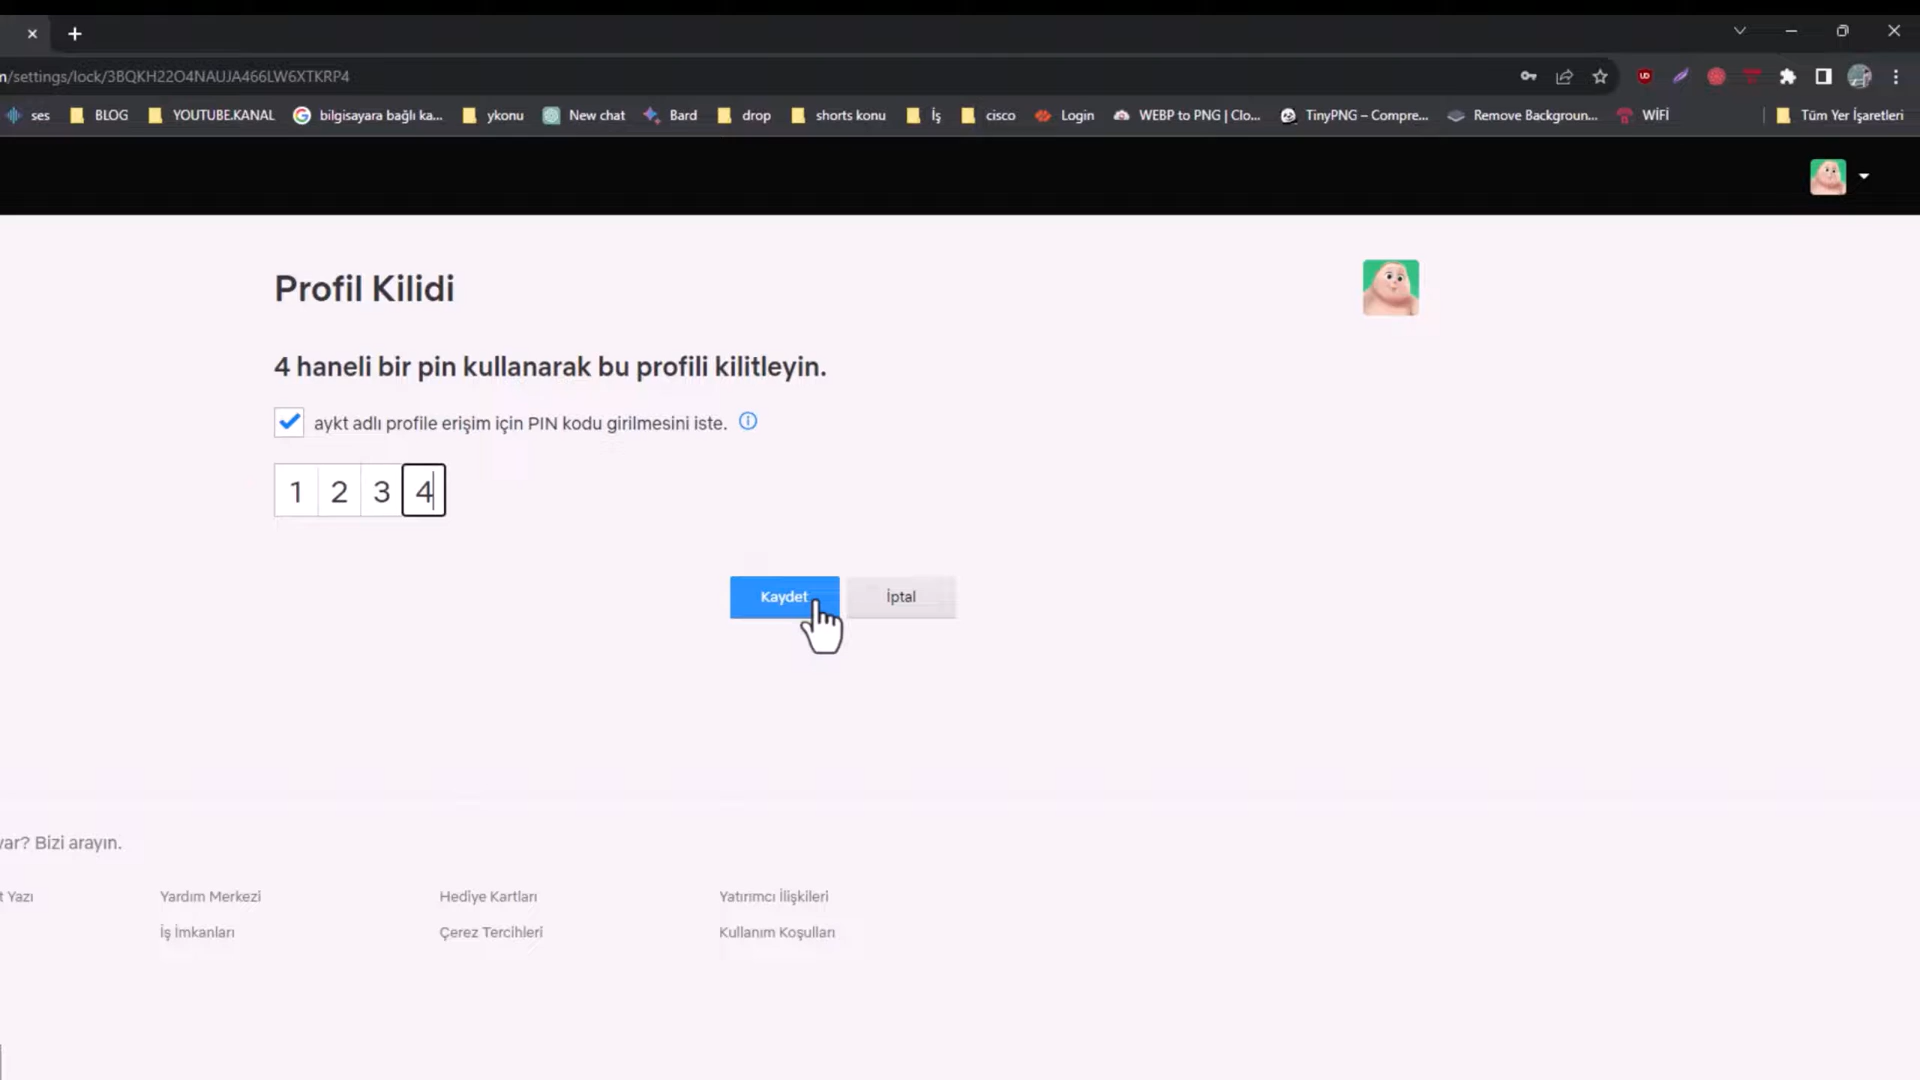 n/settings/lock/3BQKH22O4NAUJA466LW6XTKRP4
ses BLOG YOUTUBE.KANAL bilgisayara bağlı ka... ykonu New chat Bard drop shorts konu İş cisco Login WEBP to PNG | Clo... TinyPNG – Compre... Remove Backgroun... WİFİ Tüm Yer İşaretleri
Profil Kilidi
4 haneli bir pin kullanarak bu profili kilitleyin.
aykt adlı profile erişim için PIN kodu girilmesini iste.
1 2 3 4
Kaydet İptal
var? Bizi arayın.
t Yazı Yardım Merkezi Hediye Kartları Yatırımcı İlişkileri
İş İmkanları Çerez Tercihleri Kullanım Koşulları